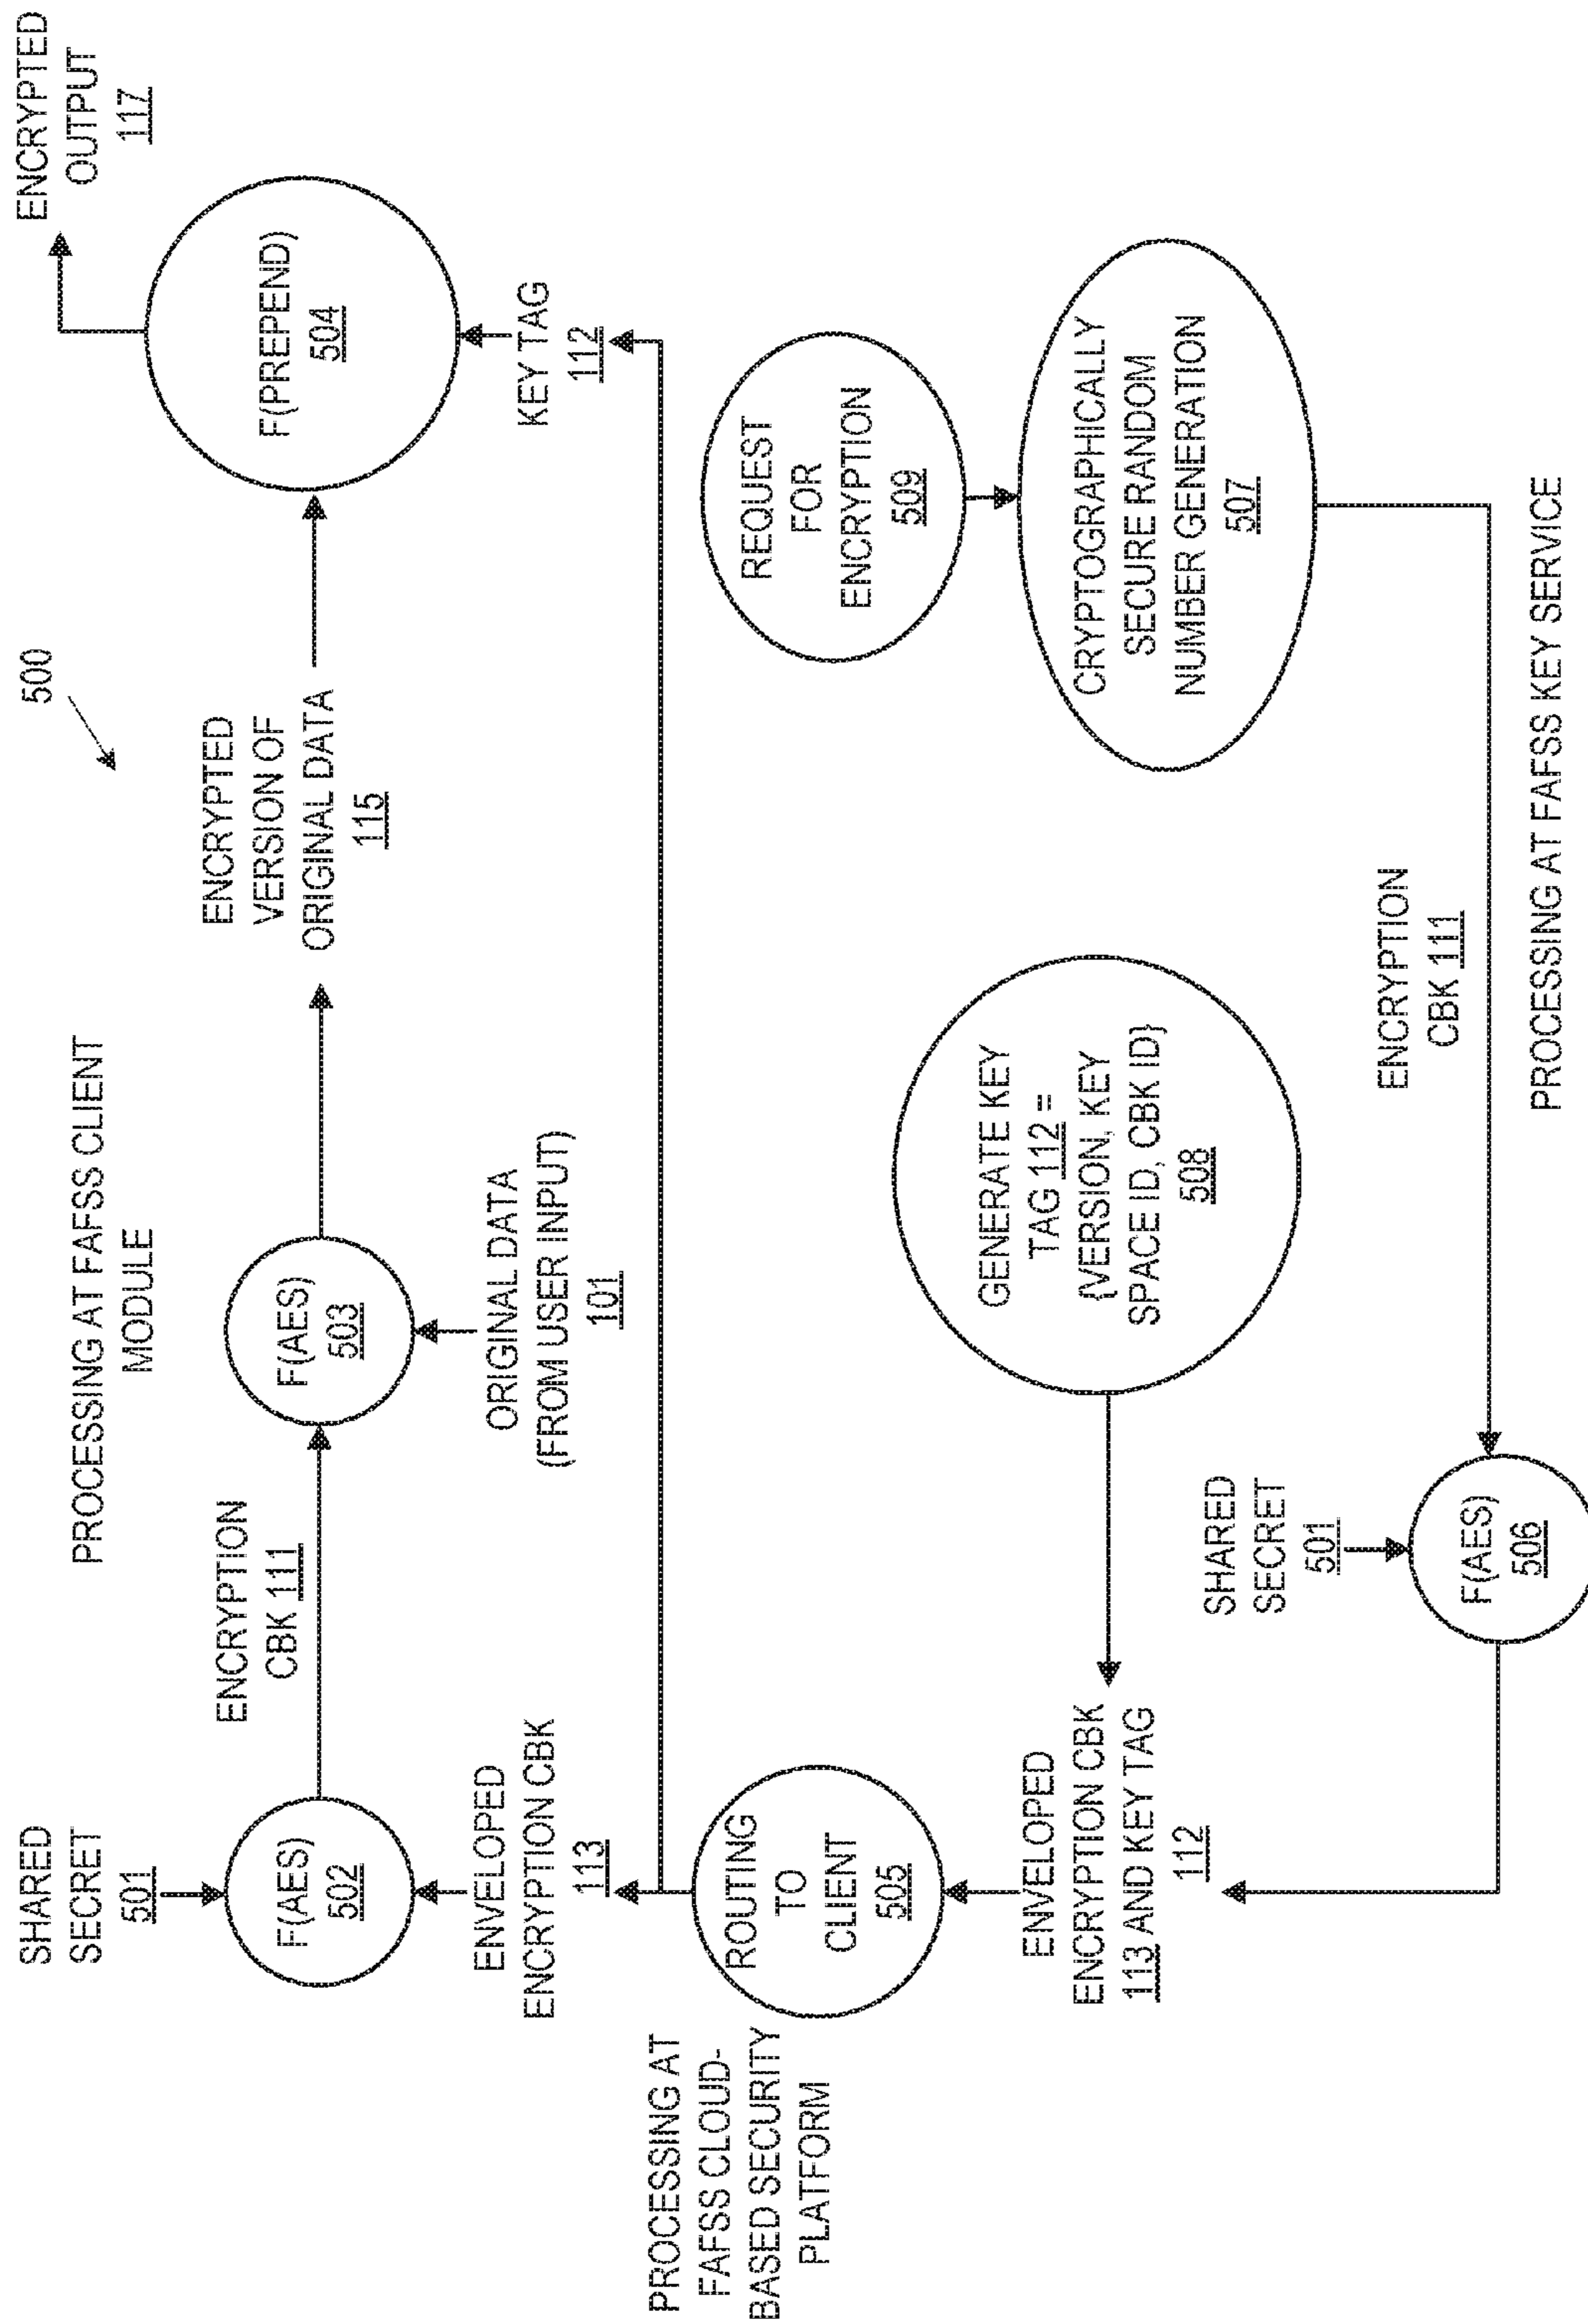 500
PROCESSING AT FAFSS CLIENT
MODULE
SHARED
SECRET
501
F(AES)
502
ENCRYPTION
CBK 111
F(AES)
503
ORIGINAL DATA
(FROM USER INPUT)
101
ENCRYPTED
VERSION OF
ORIGINAL DATA
115
F(PREPEND)
504
ENCRYPTED
OUTPUT
117
KEY TAG
112
ENVELOPED
ENCRYPTION CBK
113
PROCESSING AT
FAFSS CLOUD-
BASED SECURITY
PLATFORM
ROUTING
TO
CLIENT
505
ENVELOPED
ENCRYPTION CBK
113 AND KEY TAG
112
GENERATE KEY
TAG 112 =
{VERSION, KEY
SPACE ID, CBK ID}
508
REQUEST
FOR
ENCRYPTION
509
CRYPTOGRAPHICALLY
SECURE RANDOM
NUMBER GENERATION
507
SHARED
SECRET
501
F(AES)
506
ENCRYPTION
CBK 111
PROCESSING AT FAFSS KEY SERVICE